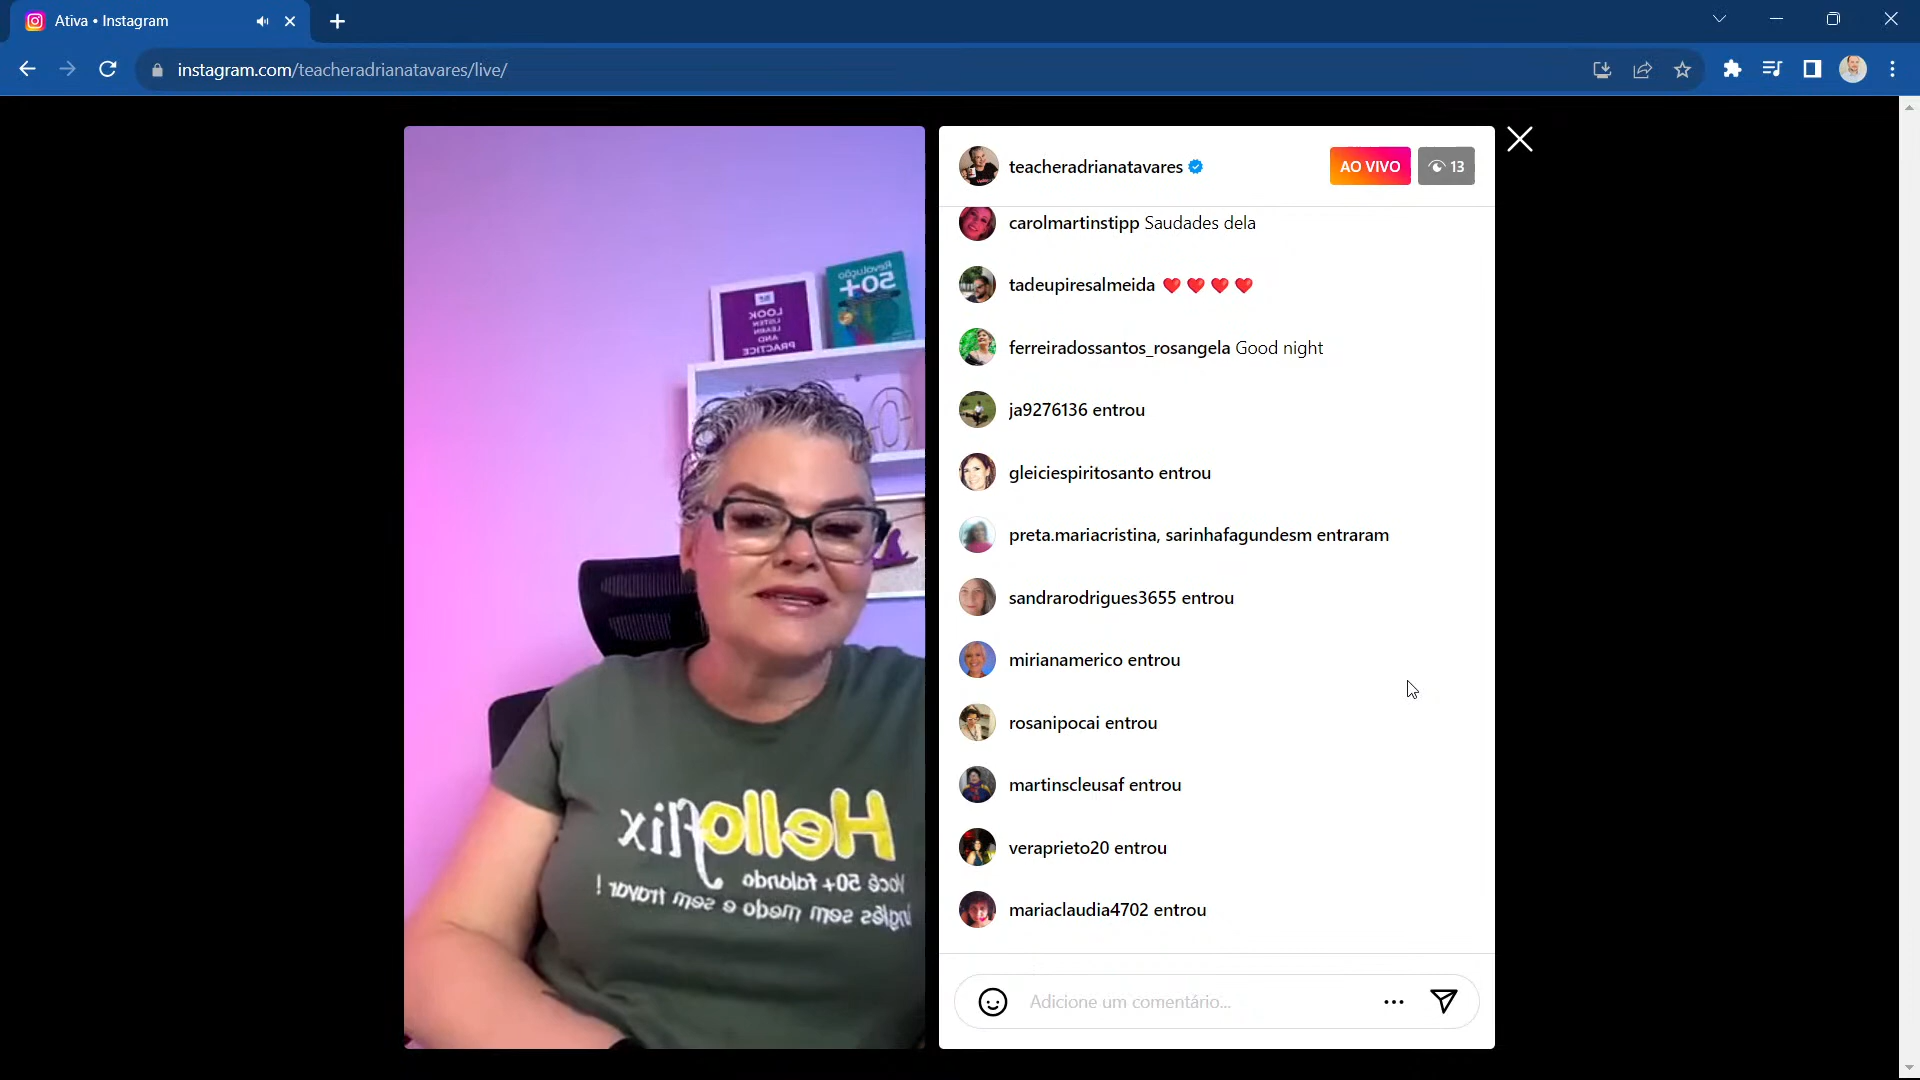 Ativa • Instagram
instagram.com/teacheradrianatavares/live/
teacheradrianatavares
AO VIVO
13
carolmartinstipp Saudades dela
tadeupiresalmeida ❤️❤️❤️❤️
ferreiradossantos_rosangela Good night
ja9276136 entrou
gleiciespiritosanto entrou
preta.mariacristina, sarinhafagundesm entraram
sandrarodrigues3655 entrou
mirianamerico entrou
rosanipocai entrou
martinscleusaf entrou
veraprieto20 entrou
mariaclaudia4702 entrou
Adicione um comentário...
LOOK
LISTEN
LEARN
AND
PRACTICE
Revolução
50+
Helloflix
Você 50+ falando
inglês sem medo e sem travar!